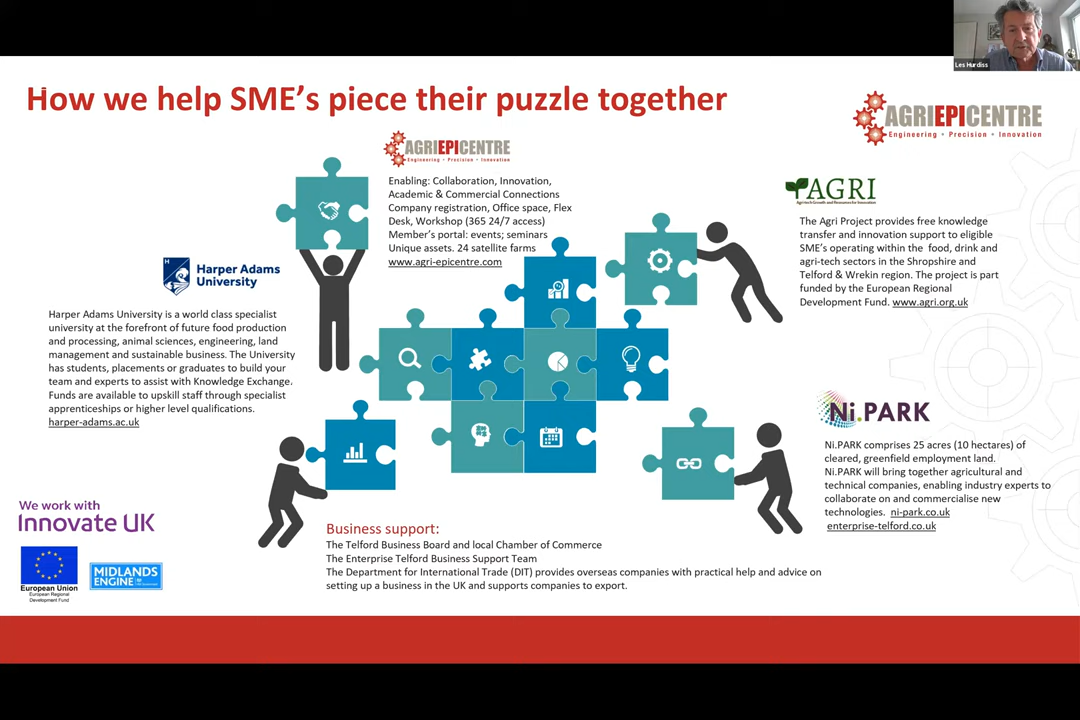 Les Hurdiss
How we help SME's piece their puzzle together
AGRIEPICENTRE
Engineering • Precision • Innovation
AGRIEPICENTRE
Engineering • Precision • Innovation
Enabling: Collaboration, Innovation,
Academic & Commercial Connections
Company registration, Office space, Flex
Desk, Workshop (365 24/7 access)
Member's portal: events; seminars
Unique assets. 24 satellite farms
www.agri-epicentre.com
AGRI
Agri-tech Growth and Resources for Innovation
The Agri Project provides free knowledge
transfer and innovation support to eligible
SME's operating within the food, drink and
agri-tech sectors in the Shropshire and
Telford & Wrekin region. The project is part
funded by the European Regional
Development Fund. www.agri.org.uk
Harper Adams
University
Harper Adams University is a world class specialist
university at the forefront of future food production
and processing, animal sciences, engineering, land
management and sustainable business. The University
has students, placements or graduates to build your
team and experts to assist with Knowledge Exchange.
Funds are available to upskill staff through specialist
apprenticeships or higher level qualifications.
harper-adams.ac.uk
Ni.PARK
Ni.PARK comprises 25 acres (10 hectares) of
cleared, greenfield employment land.
Ni.PARK will bring together agricultural and
technical companies, enabling industry experts to
collaborate on and commercialise new
technologies. ni-park.co.uk
enterprise-telford.co.uk
We work with
Innovate UK
European Union
European Regional
Development Fund
MIDLANDS
ENGINE
Business support:
The Telford Business Board and local Chamber of Commerce
The Enterprise Telford Business Support Team
The Department for International Trade (DIT) provides overseas companies with practical help and advice on
setting up a business in the UK and supports companies to export.